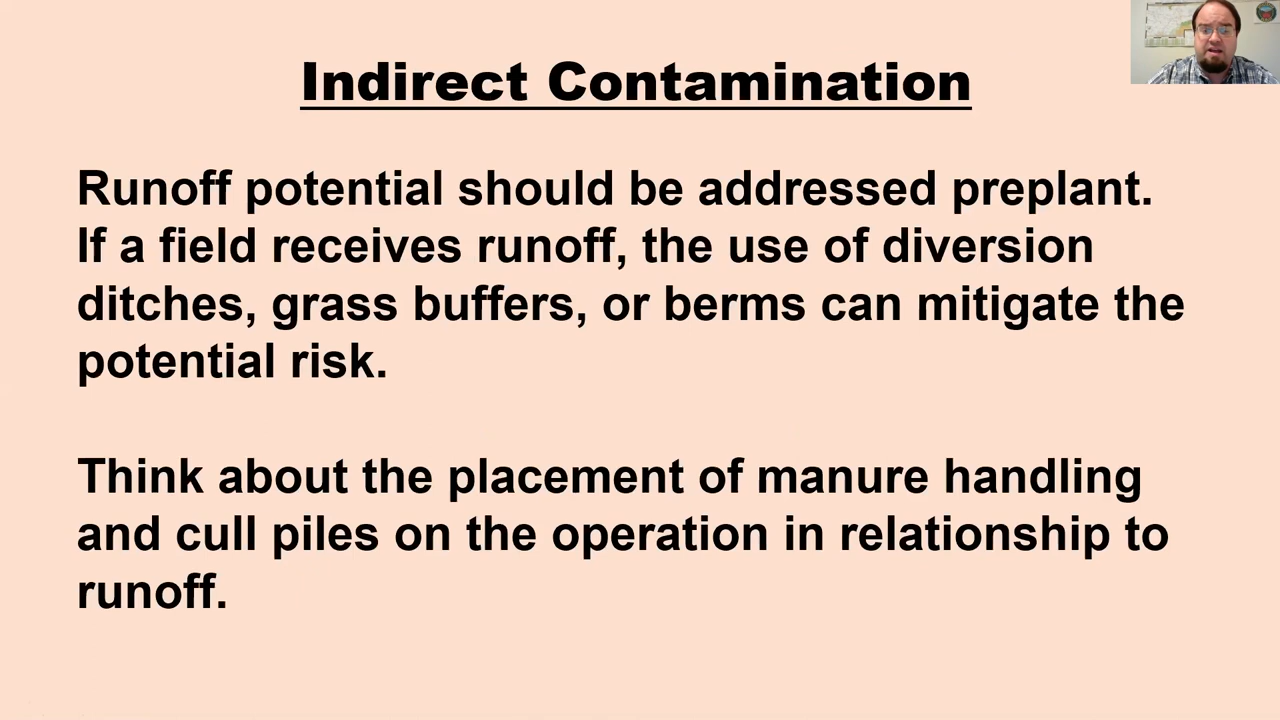 Indirect Contamination
Runoff potential should be addressed preplant.
If a field receives runoff, the use of diversion
ditches, grass buffers, or berms can mitigate the
potential risk.
Think about the placement of manure handling
and cull piles on the operation in relationship to
runoff.